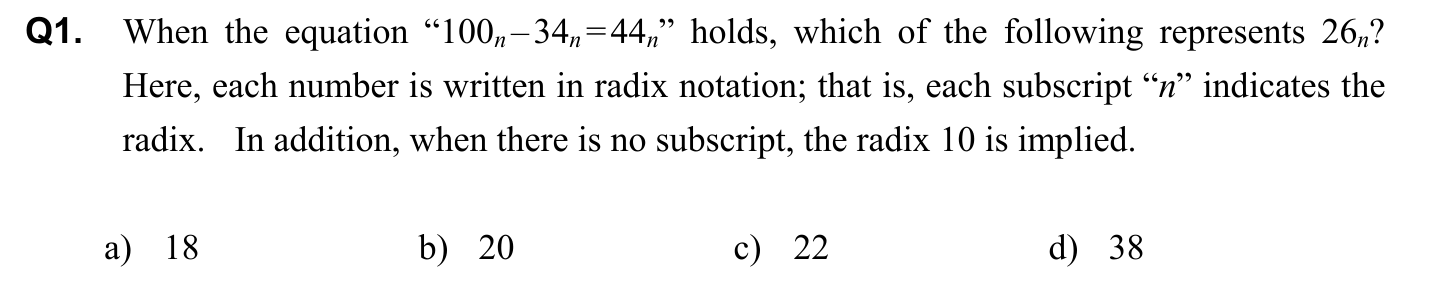 Q1. When the equation “100ₙ–34ₙ=44ₙ” holds, which of the following represents 26ₙ?
Here, each number is written in radix notation; that is, each subscript “n” indicates the
radix. In addition, when there is no subscript, the radix 10 is implied.
a) 18 b) 20 c) 22 d) 38